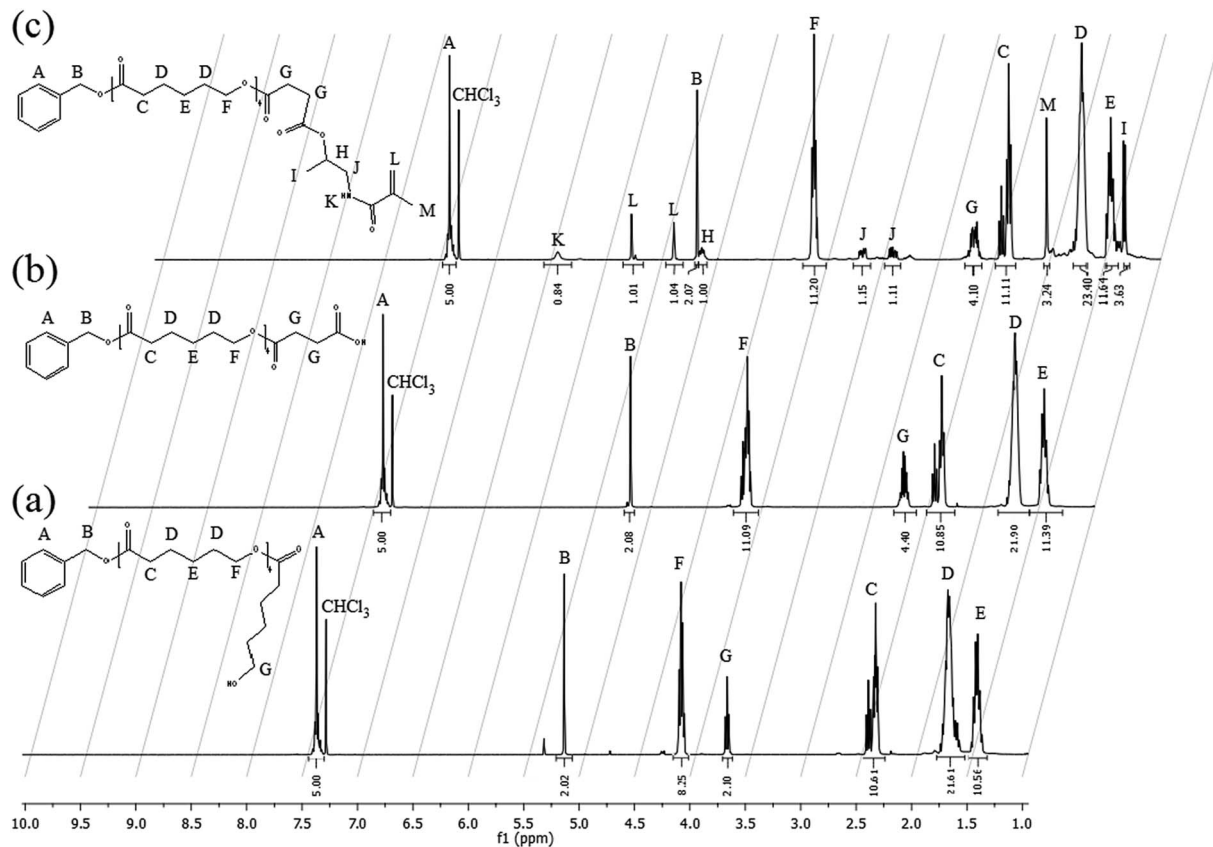 (c)
A B O O D D O G O
C E F 4 O G
O O
H
I J L
K NH
O M
A CHCl3 K L L B H F J J G C M D E I
5.00 0.84 1.01 1.04 2.07 1.00 11.20 1.15 1.11 4.10 11.11 3.24 23.40 11.64 3.63
(b)
A B O O D D O G O
C E F 4 O G OH
A CHCl3 B F G C D E
5.00 2.08 11.09 4.40 10.85 21.90 11.39
(a)
A B O O D D O O
C E F 4
G
HO
A CHCl3 B F G C D E
5.00 2.02 8.25 2.10 10.61 21.61 10.56
10.0 9.5 9.0 8.5 8.0 7.5 7.0 6.5 6.0 5.5 5.0 4.5 4.0 3.5 3.0 2.5 2.0 1.5 1.0
f1 (ppm)